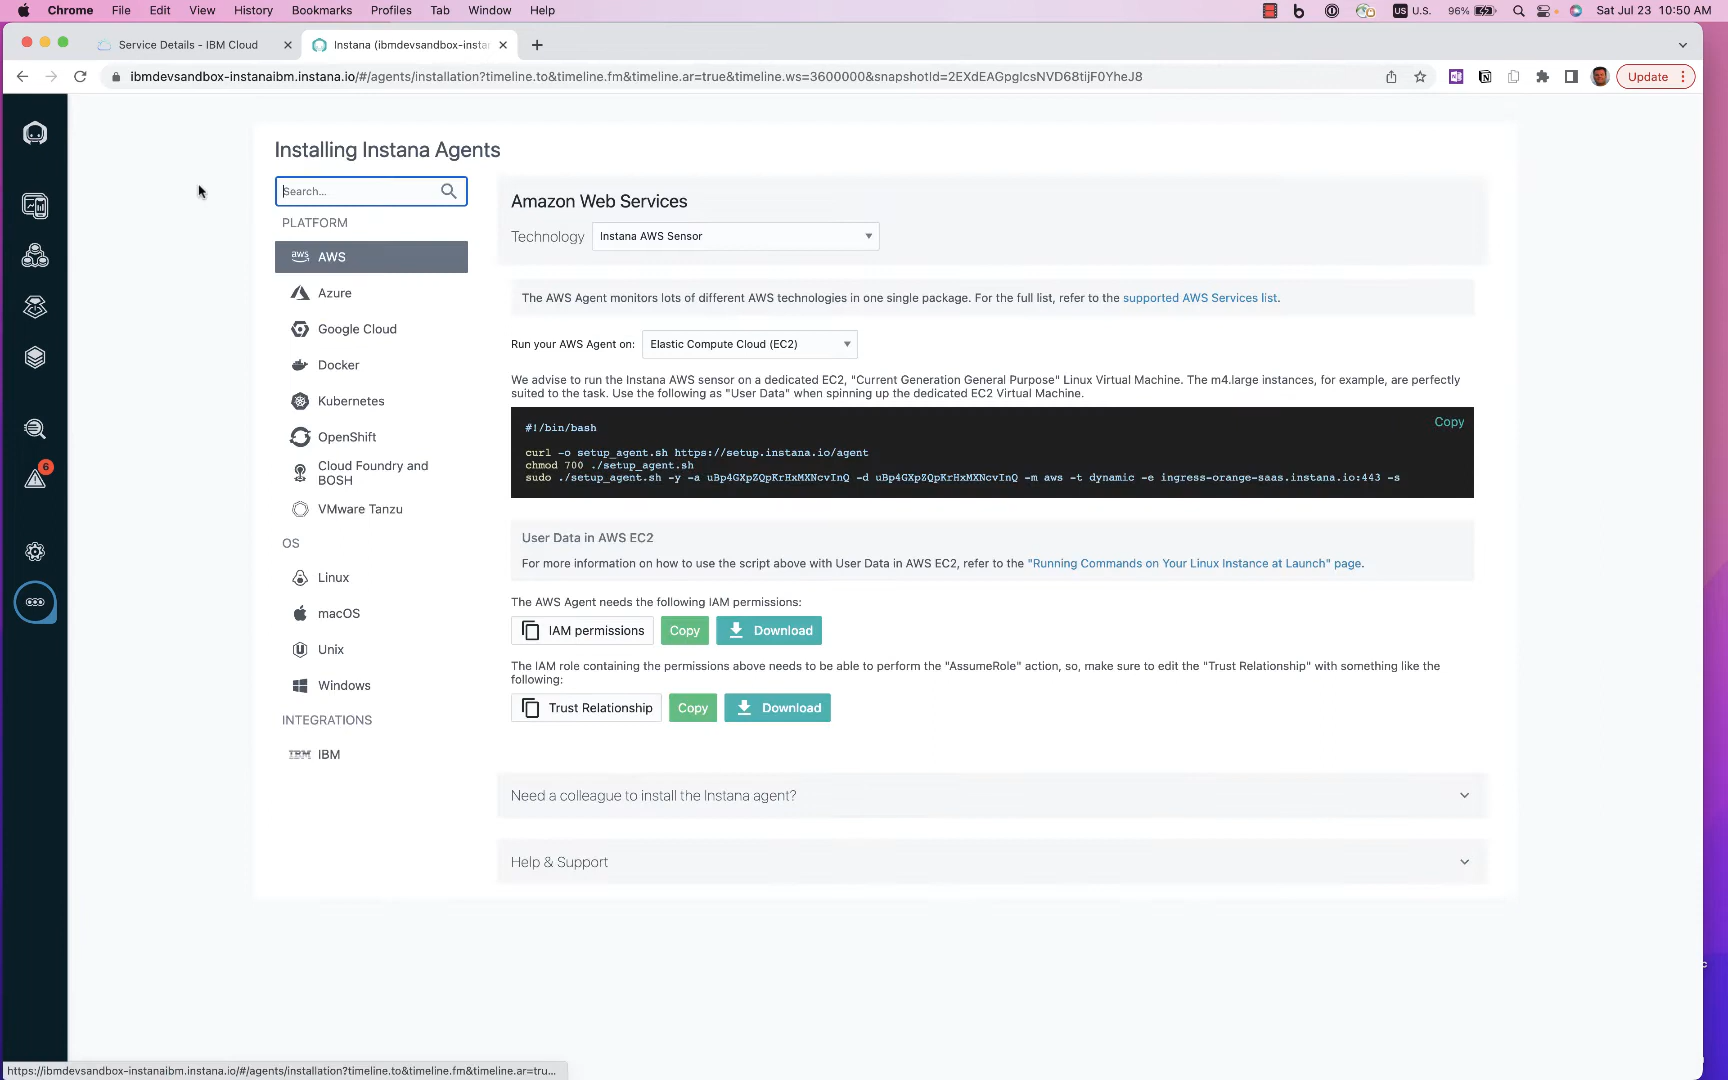 Chrome File Edit View History Bookmarks Profiles Tab Window Help
US U.S. 96% Sat Jul 23 10:50 AM
Service Details - IBM Cloud
Instana (ibmdevsandbox-insta
ibmdevsandbox-instanaibm.instana.io/#/agents/installation?timeline.to&timeline.fm&timeline.ar=true&timeline.ws=3600000&snapshotId=2EXdEAGpgIcsNVD68tijF0YheJ8
Update
6
Installing Instana Agents
Search...
PLATFORM
aws AWS
Azure
Google Cloud
Docker
Kubernetes
OpenShift
Cloud Foundry and
BOSH
VMware Tanzu
OS
Linux
macOS
Unix
Windows
INTEGRATIONS
IBM IBM
Amazon Web Services
Technology Instana AWS Sensor
The AWS Agent monitors lots of different AWS technologies in one single package. For the full list, refer to the supported AWS Services list.
Run your AWS Agent on: Elastic Compute Cloud (EC2)
We advise to run the Instana AWS sensor on a dedicated EC2, "Current Generation General Purpose" Linux Virtual Machine. The m4.large instances, for example, are perfectly
suited to the task. Use the following as "User Data" when spinning up the dedicated EC2 Virtual Machine.
Copy
#!/bin/bash
curl -o setup_agent.sh https://setup.instana.io/agent
chmod 700 ./setup_agent.sh
sudo ./setup_agent.sh -y -a uBp4GXpZQpKrHxMXNcvInQ -d uBp4GXpZQpKrHxMXNcvInQ -m aws -t dynamic -e ingress-orange-saas.instana.io:443 -s
User Data in AWS EC2
For more information on how to use the script above with User Data in AWS EC2, refer to the "Running Commands on Your Linux Instance at Launch" page.
The AWS Agent needs the following IAM permissions:
IAM permissions Copy Download
The IAM role containing the permissions above needs to be able to perform the "AssumeRole" action, so, make sure to edit the "Trust Relationship" with something like the
following:
Trust Relationship Copy Download
Need a colleague to install the Instana agent?
Help & Support
https://ibmdevsandbox-instanaibm.instana.io/#/agents/installation?timeline.to&timeline.fm&timeline.ar=tru...